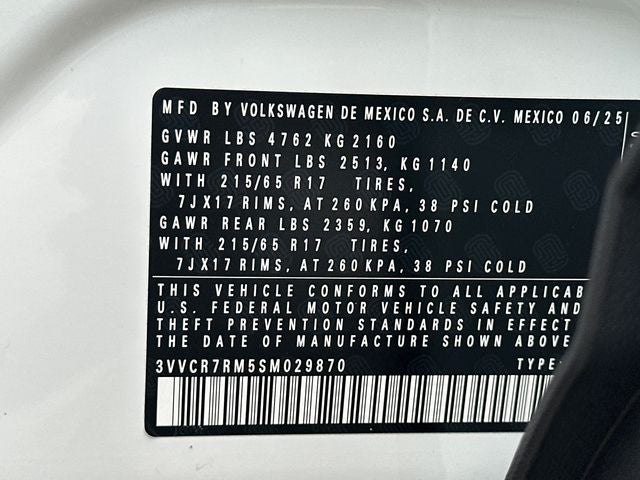 MFD BY VOLKSWAGEN DE MEXICO S.A. DE C.V. MEXICO 06/25
GVWR LBS 4762 KG 2160
GAWR FRONT LBS 2513, KG 1140
WITH 215/65 R17 TIRES,
7JX17 RIMS, AT 260 KPA, 38 PSI COLD
GAWR REAR LBS 2359, KG 1070
WITH 215/65 R17 TIRES,
7JX17 RIMS, AT 260 KPA, 38 PSI COLD
THIS VEHICLE CONFORMS TO ALL APPLICAB
U.S. FEDERAL MOTOR VEHICLE SAFETY AND
THEFT PREVENTION STANDARDS IN EFFECT
THE DATE OF MANUFACTURE SHOWN ABOVE.
3VVCR7RM5SM029870 TYPE: